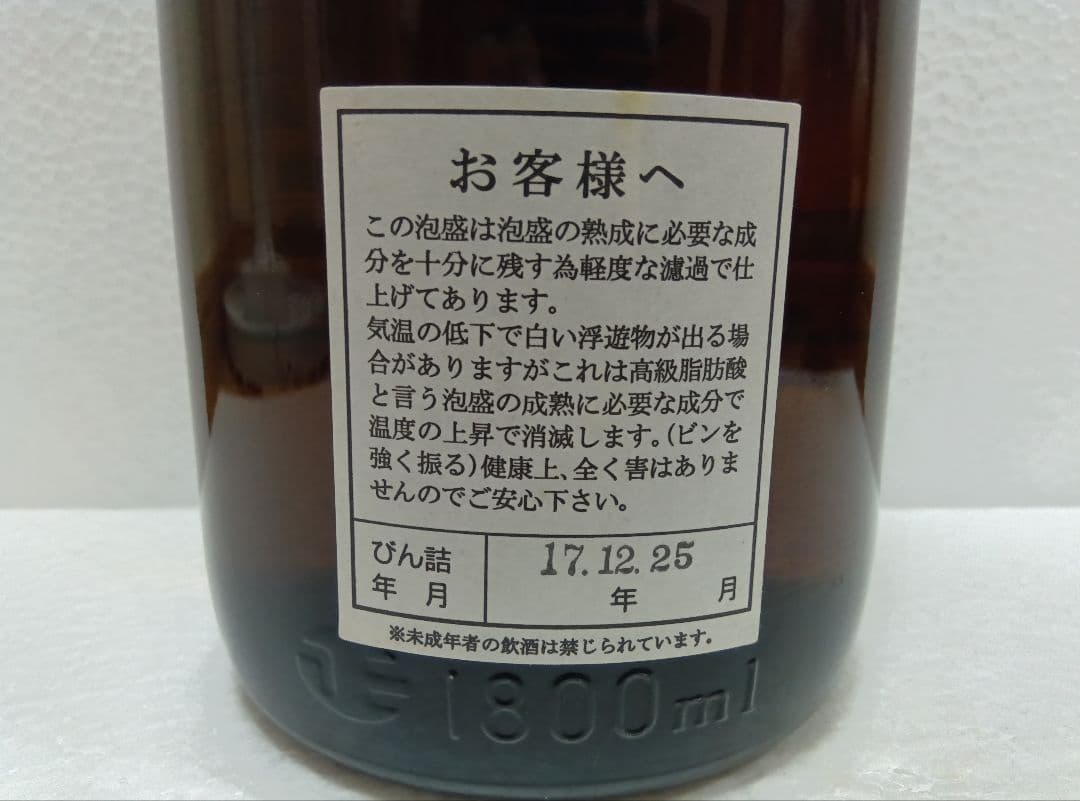 お客様へ
この泡盛は泡盛の熟成に必要な成
分を十分に残す為軽度な濾過で仕
上げてあります。
気温の低下で白い浮遊物が出る場
合がありますがこれは高級脂肪酸
と言う泡盛の成熟に必要な成分で
温度の上昇で消滅します。(ビンを
強く振る)健康上、全く害はありま
せんのでご安心下さい。
びん詰
年 月
17.12.25
年 月
※未成年者の飲酒は禁じられています。
1800ml